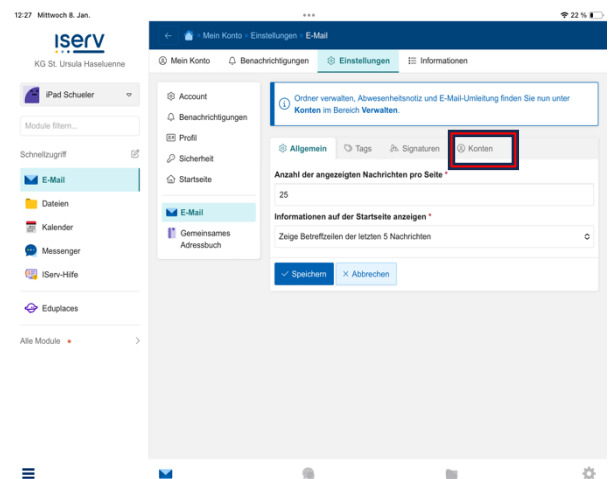 12:27 Mittwoch 8. Jan.
22 %
IServ
KG St. Ursula Haseluenne
iPad Schueler
Module filtern...
Schnellzugriff
E-Mail
Dateien
Kalender
Messenger
IServ-Hilfe
Eduplaces
Alle Module
› Mein Konto › Einstellungen › E-Mail
Mein Konto Benachrichtigungen Einstellungen Informationen
Account
Benachrichtigungen
Profil
Sicherheit
Startseite
E-Mail
Gemeinsames
Adressbuch
Ordner verwalten, Abwesenheitsnotiz und E-Mail-Umleitung finden Sie nun unter
Konten im Bereich Verwalten.
Allgemein Tags Signaturen Konten
Anzahl der angezeigten Nachrichten pro Seite *
25
Informationen auf der Startseite anzeigen *
Zeige Betreffzeilen der letzten 5 Nachrichten
Speichern Abbrechen